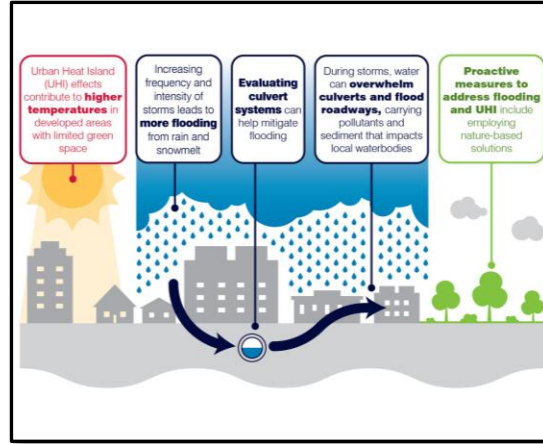 Urban Heat Island
(UHI) effects
contribute to higher
temperatures in
developed areas
with limited green
space
Increasing
frequency and
intensity of
storms leads to
more flooding
from rain and
snowmelt
Evaluating
culvert
systems can
help mitigate
flooding
During storms, water
can overwhelm
culverts and flood
roadways, carrying
pollutants and
sediment that impacts
local waterbodies
Proactive
measures to
address flooding
and UHI include
employing
nature-based
solutions